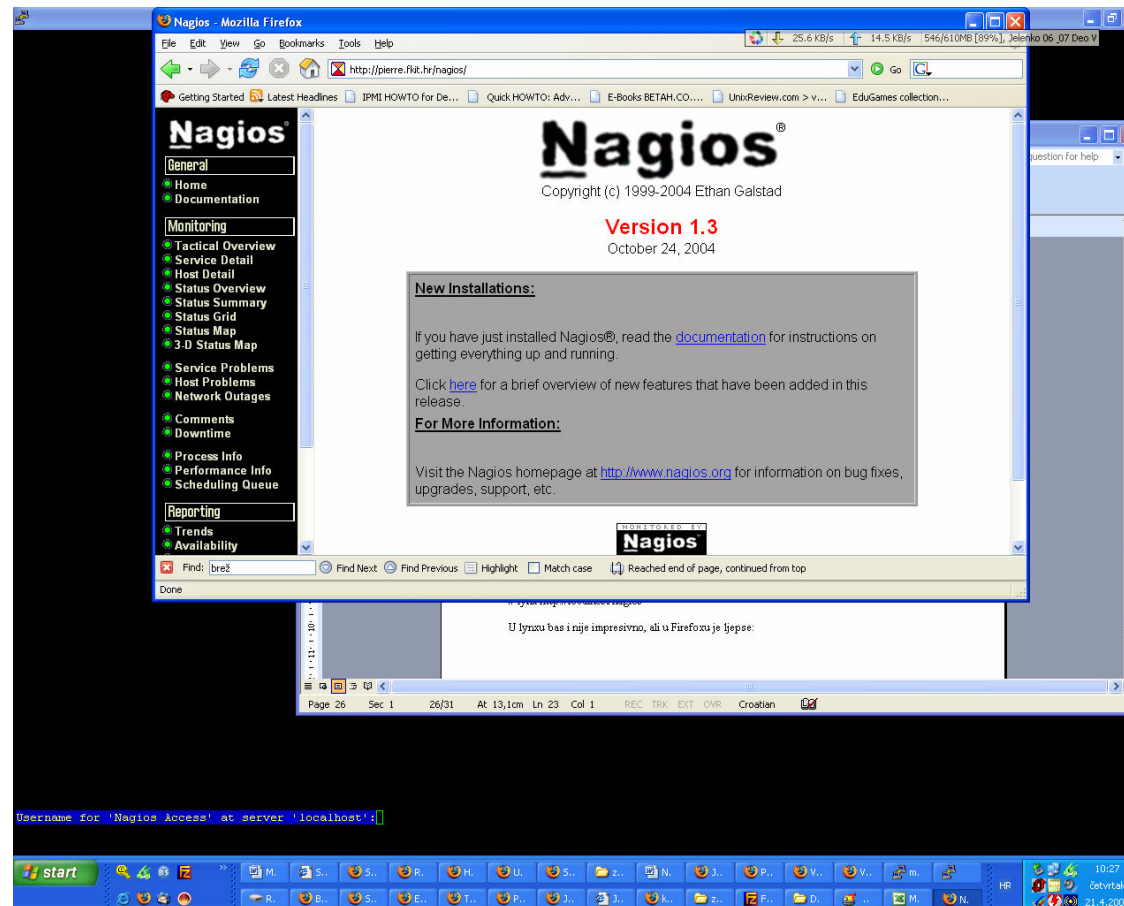 Nagios - Mozilla Firefox
File Edit View Go Bookmarks Tools Help
25.6 KB/s 14.5 KB/s 546/610MB [89%], Jelenko 06_07 Deo V
http://pierre.fkit.hr/nagios/
Go
Getting Started Latest Headlines IPMI HOWTO for De... Quick HOWTO: Adv... E-Books BETAH.CO.... UnixReview.com > v... EduGames collection...
question for help
Nagios
General
Home
Documentation
Monitoring
Tactical Overview
Service Detail
Host Detail
Status Overview
Status Summary
Status Grid
Status Map
3-D Status Map
Service Problems
Host Problems
Network Outages
Comments
Downtime
Process Info
Performance Info
Scheduling Queue
Reporting
Trends
Availability
Nagios®
Copyright (c) 1999-2004 Ethan Galstad
Version 1.3
October 24, 2004
New Installations:
If you have just installed Nagios®, read the documentation for instructions on
getting everything up and running.
Click here for a brief overview of new features that have been added in this
release.
For More Information:
Visit the Nagios homepage at http://www.nagios.org for information on bug fixes,
upgrades, support, etc.
MONITORED BY
Nagios
Find: brež Find Next Find Previous Highlight Match case Reached end of page, continued from top
Done
U lynxu bas i nije impresivno, ali u Firefoxu je ljepse:
Page 26 Sec 1 26/31 At 13,1cm Ln 23 Col 1 REC TRK EXT OVR Croatian
Username for 'Nagios Access' at server 'localhost':
start M. S.. S.. R.. H.. U.. S.. z.. N.. J.. P.. V.. V.. m.. HR 10:27
R.. B.. S.. E.. T.. P.. J.. J.. k.. z.. F.. D.. M.. N.. četvrtak
21.4.200